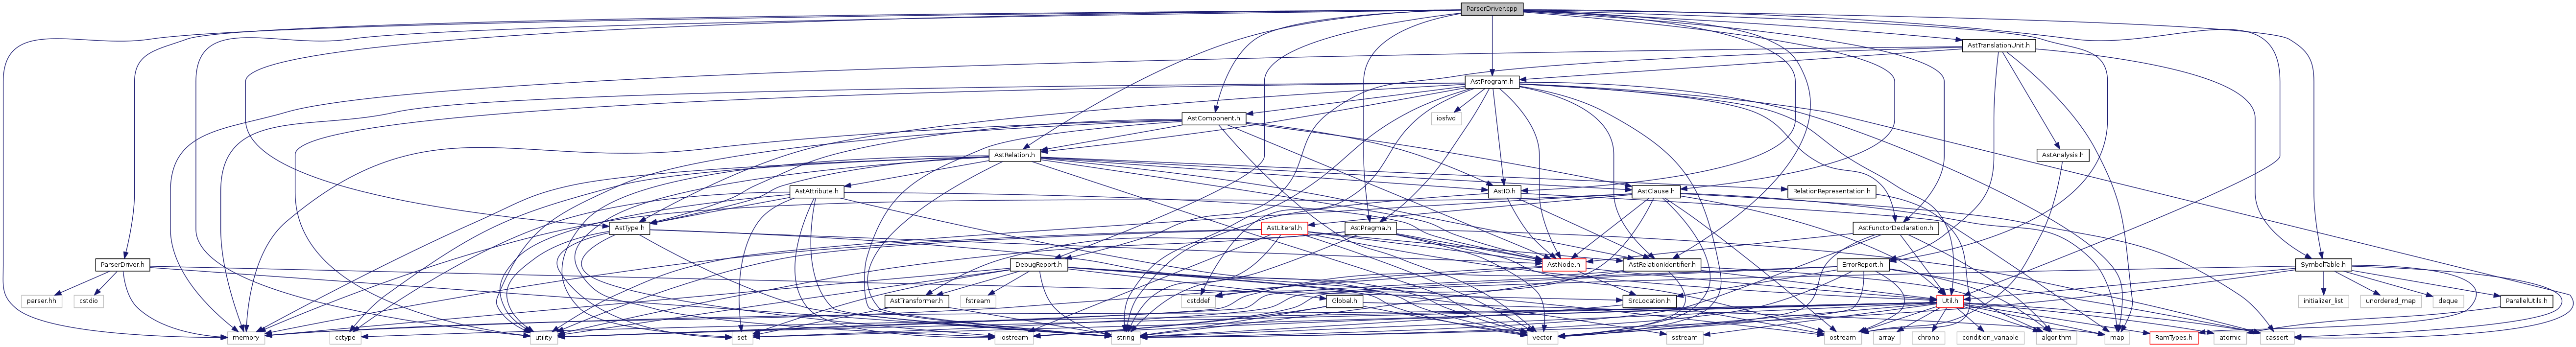 ParserDriver.cpp
AstTranslationUnit.h
AstProgram.h
AstComponent.h
iosfwd
AstRelation.h
AstAnalysis.h
AstAttribute.h
AstIO.h
AstClause.h
RelationRepresentation.h
AstType.h
AstLiteral.h
AstPragma.h
AstFunctorDeclaration.h
ParserDriver.h
DebugReport.h
AstNode.h
AstRelationIdentifier.h
ErrorReport.h
SymbolTable.h
parser.hh
cstdio
AstTransformer.h
fstream
cstddef
Global.h
SrcLocation.h
Util.h
initializer_list
unordered_map
deque
ParallelUtils.h
memory
cctype
utility
set
iostream
string
vector
sstream
ostream
array
chrono
condition_variable
algorithm
map
RamTypes.h
atomic
cassert